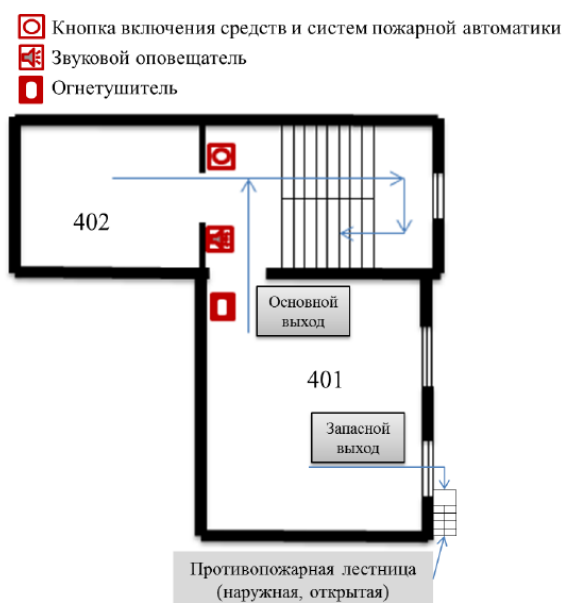 Кнопка включения средств и систем пожарной автоматики
Звуковой оповещатель
Огнетушитель
402
Основной
выход
401
Запасной
выход
Противопожарная лестница
(наружная, открытая)